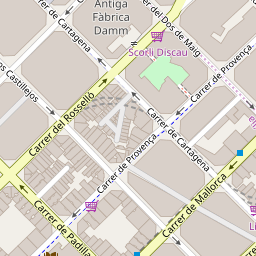 Antiga
Fàbrica
Damm
Carrer de Cartagena
Carrer del Dos de Maig
Scorli Discau
Carrer de Provença
Castillejos
Carrer del Rosselló
Carrer de Cartagena
Carrer de Provença
Carrer de Mallorca
Carrer de Padilla